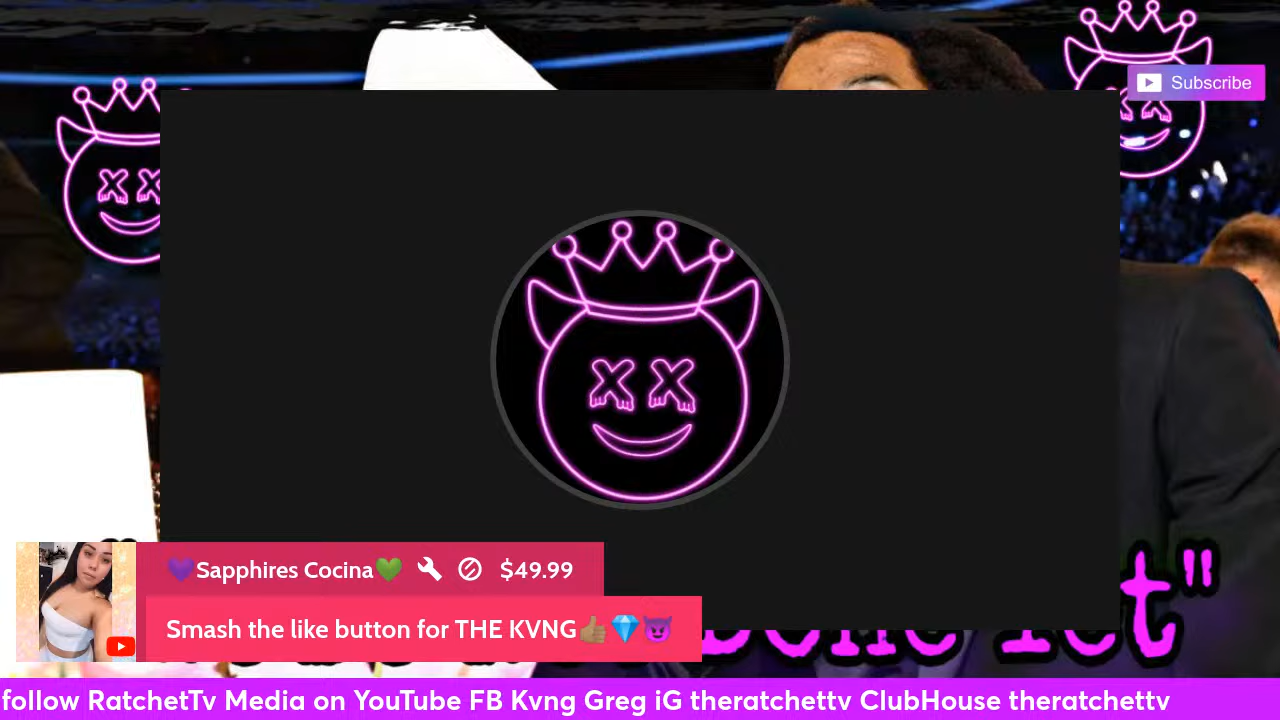 Subscribe
💜Sapphires Cocina💚 $49.99
Smash the like button for THE KVNG👍🏽💎😈
follow RatchetTv Media on YouTube FB Kvng Greg iG theratchettv ClubHouse theratchettv